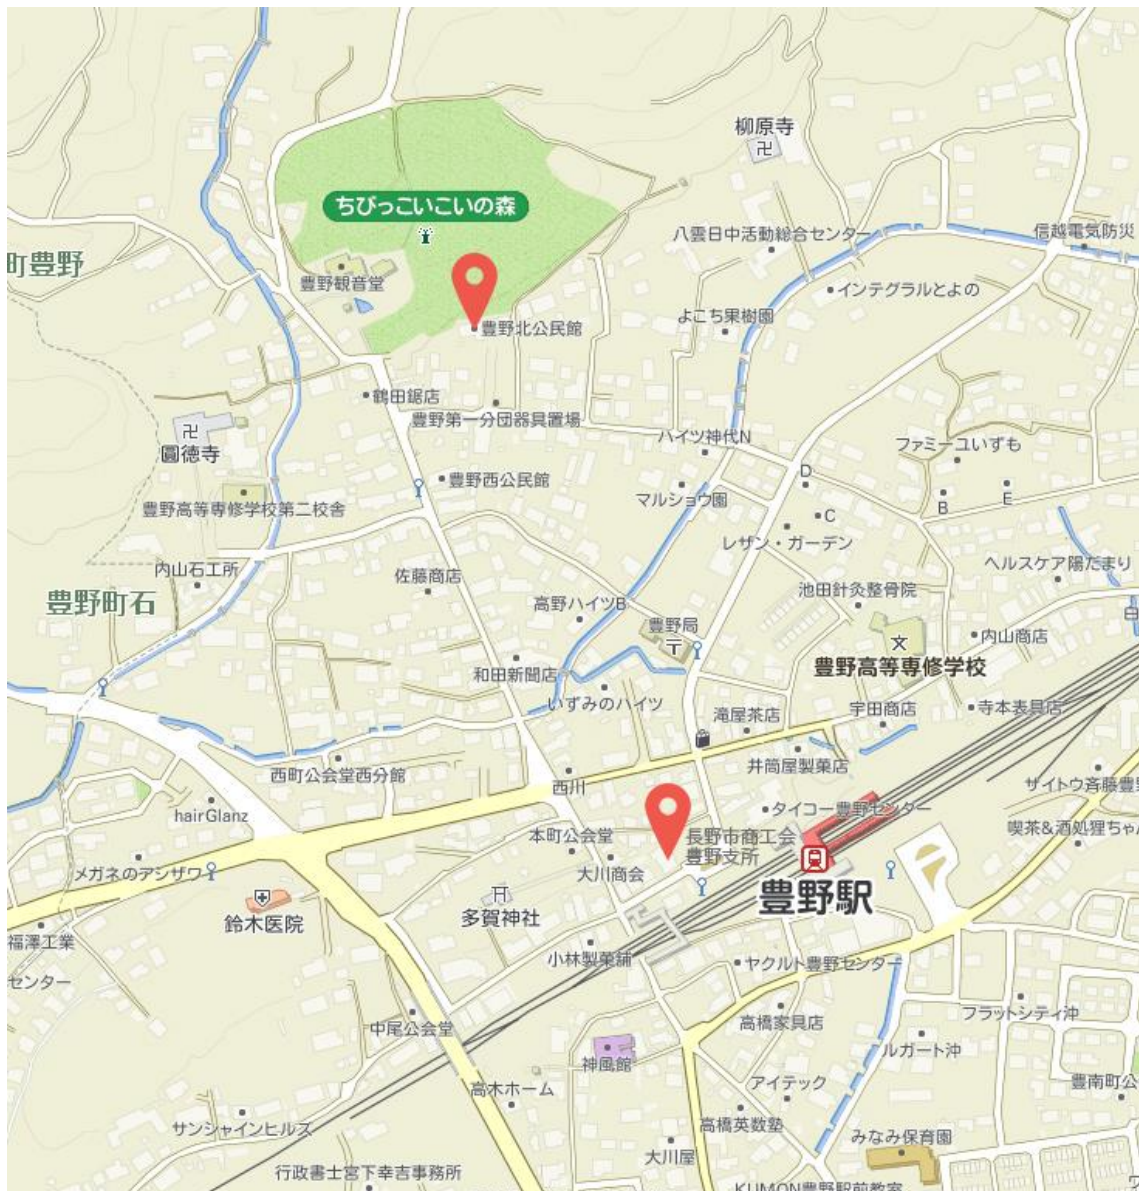 柳原寺
ちびっこいこいの森
八雲日中活動総合センター
信越電気防災
町豊野
豊野観音堂
インテグラルとよの
よこち果樹園
豊野北公民館
鶴田鋸店
豊野第一分団器具置場
ハイツ神代N
ファミーユいずも
圓徳寺
D
豊野西公民館
マルショウ園
E
B
豊野高等専修学校第二校舎
C
レザン・ガーデン
内山石工所
佐藤商店
ヘルスケア陽だまり
池田針灸整骨院
豊野町石
高野ハイツB
豊野局
内山商店
豊野高等専修学校
和田新聞店
いずみのハイツ
滝屋茶店
宇田商店
寺本表具店
井筒屋製菓店
西町公会堂西分館
西川
サイトウ斉藤豊野
hairGlanz
タイコー豊野センター
本町公会堂
長野市商工会
豊野支所
喫茶&酒処狸ちゃん
メガネのアシザワ
大川商会
豊野駅
鈴木医院
多賀神社
福澤工業
小林製菓舗
ヤクルト豊野センター
センター
フラットシティ沖
中尾公会堂
高橋家具店
ルガート沖
神風館
高木ホーム
アイテック
豊南町公
サンシャインヒルズ
高橋英数塾
みなみ保育園
大川屋
行政書士宮下幸吉事務所
KUMON豊野駅前教室